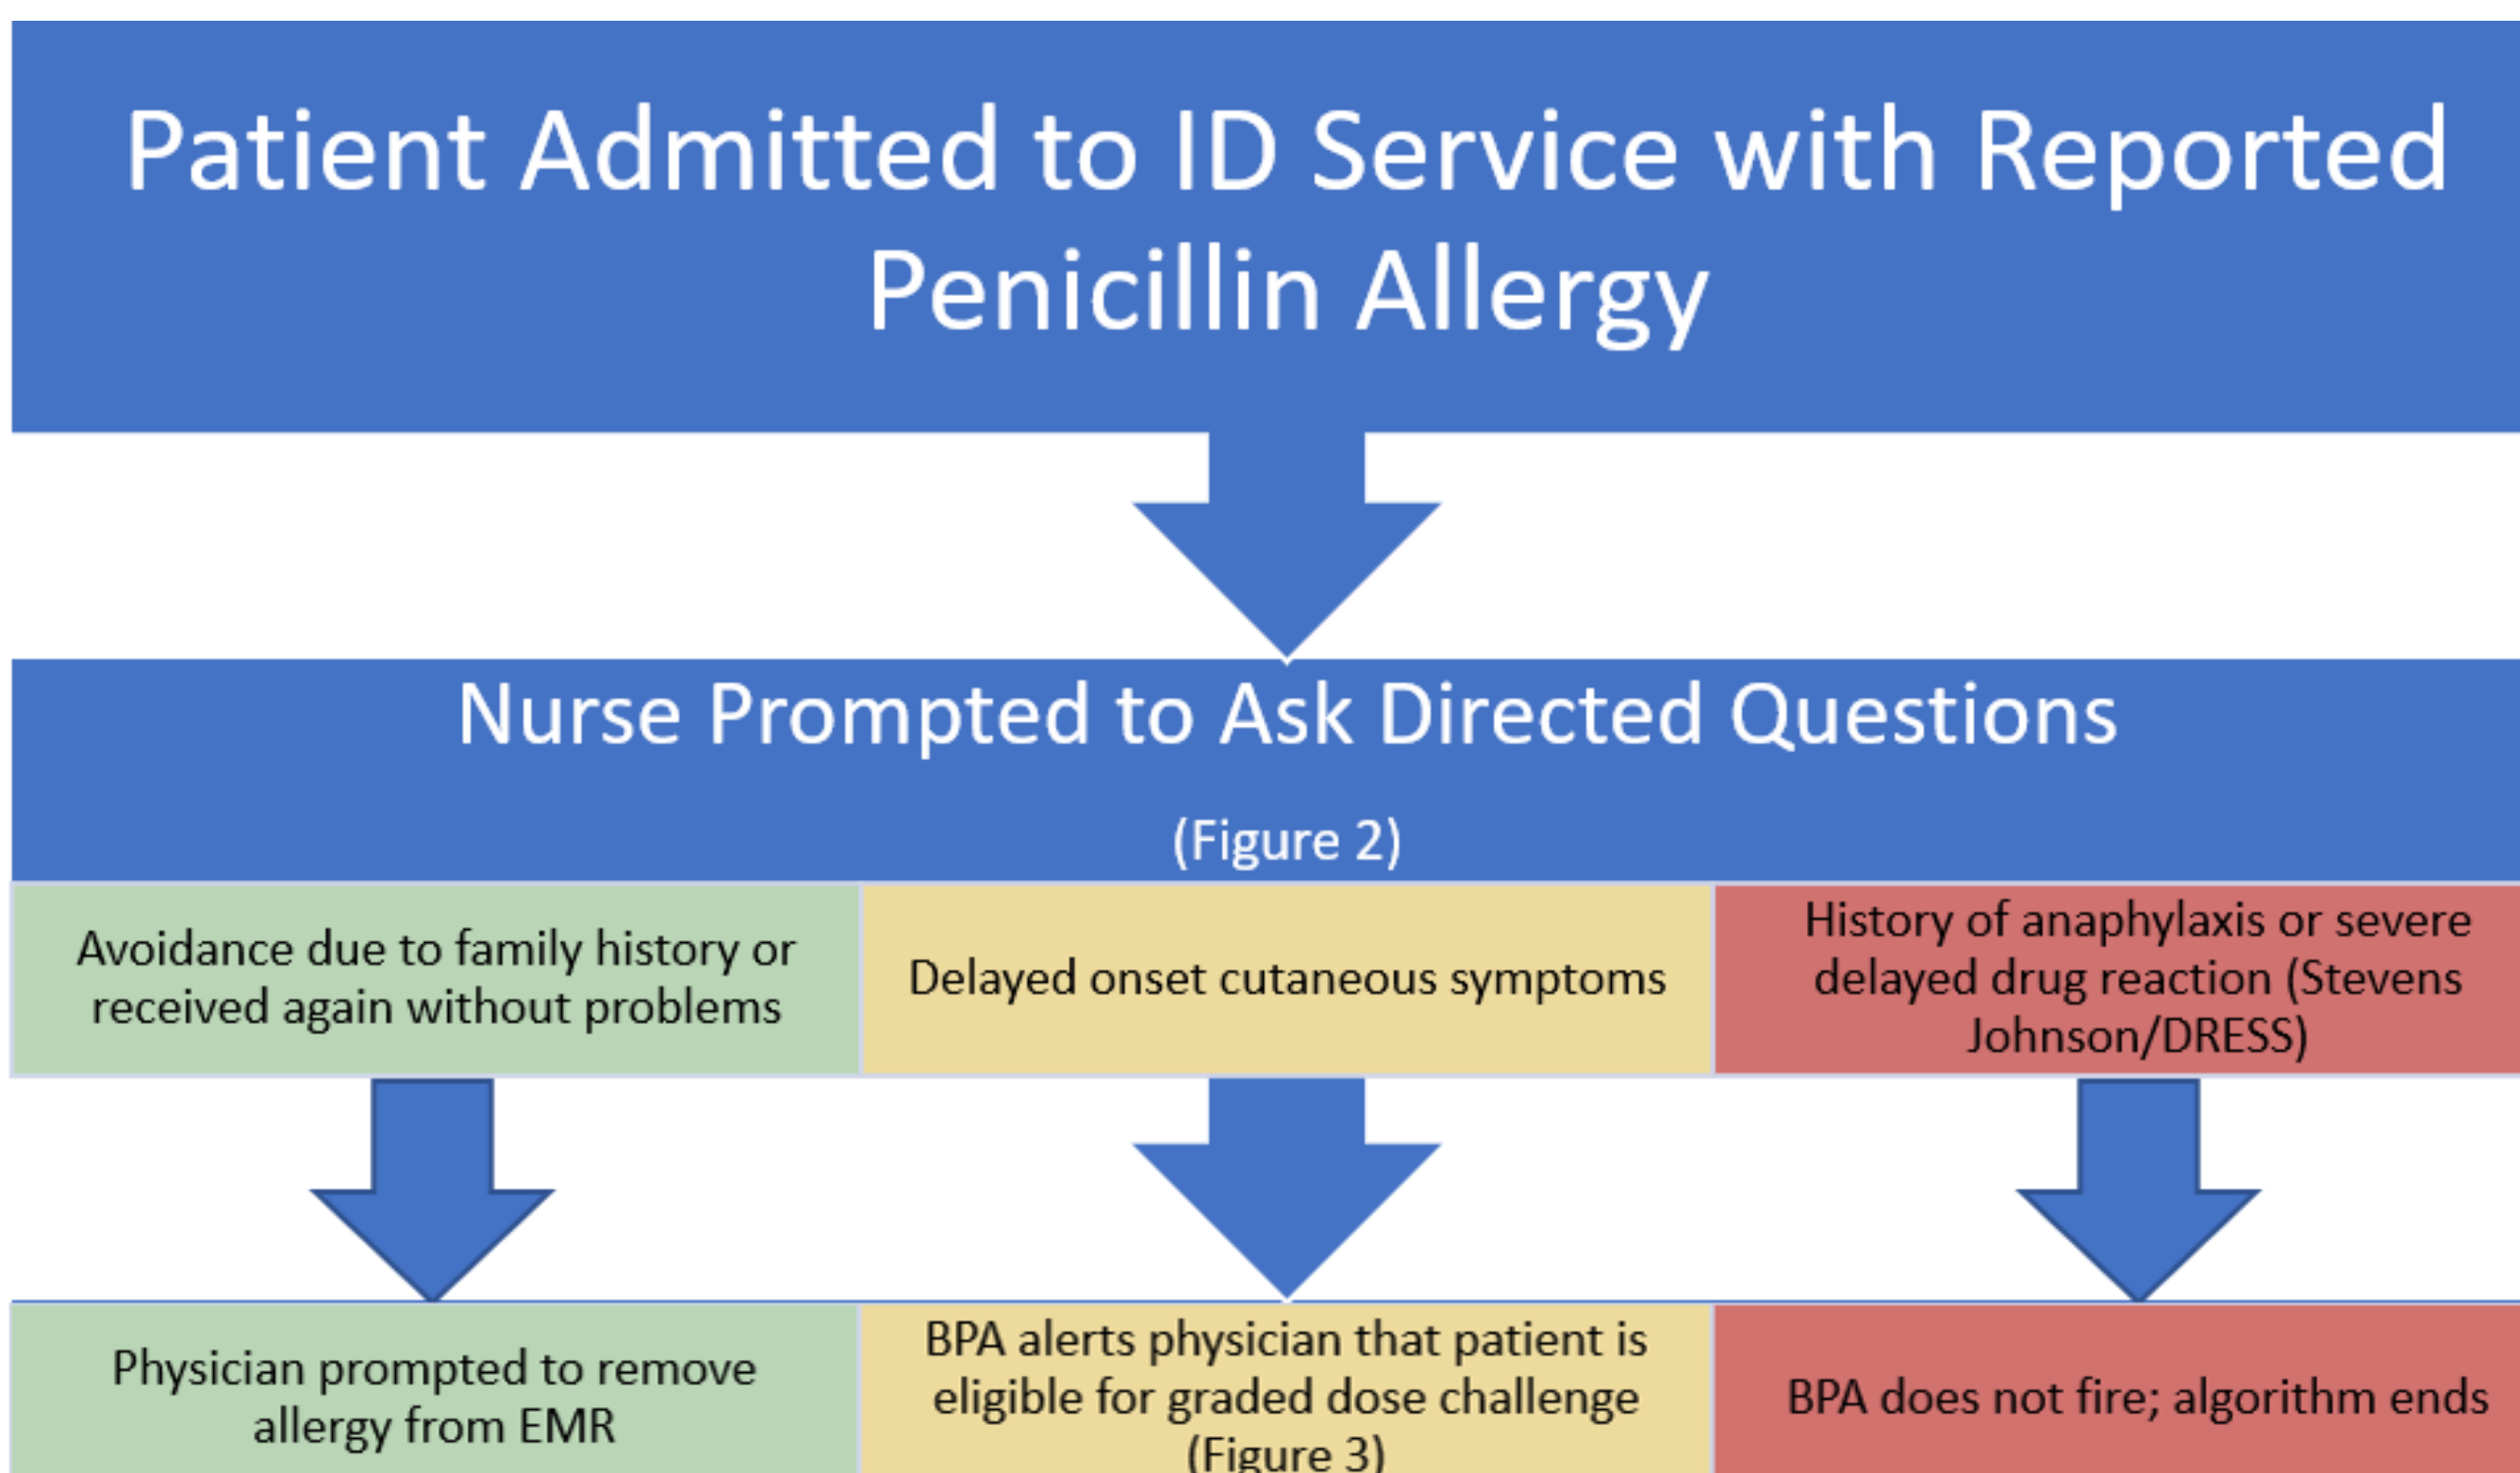 Patient Admitted to ID Service with Reported
Penicillin Allergy
Nurse Prompted to Ask Directed Questions
(Figure 2)
Avoidance due to family history or
received again without problems
Delayed onset cutaneous symptoms
History of anaphylaxis or severe
delayed drug reaction (Stevens
Johnson/DRESS)
Physician prompted to remove
allergy from EMR
BPA alerts physician that patient is
eligible for graded dose challenge
(Figure 3)
BPA does not fire; algorithm ends